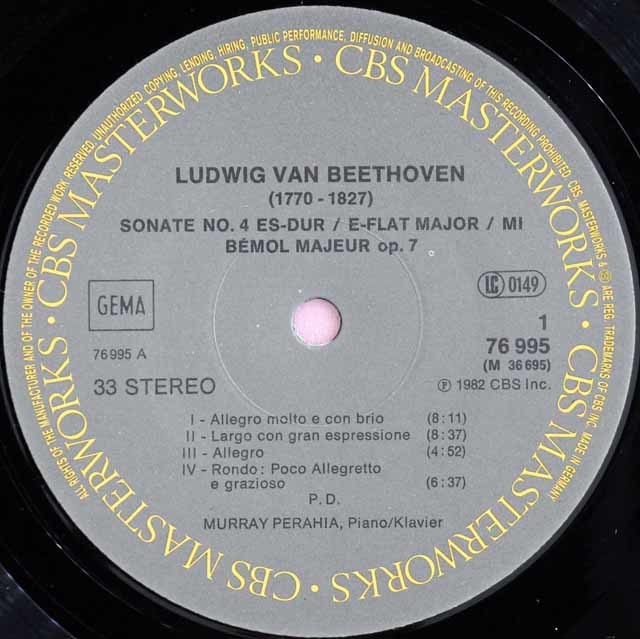 ALL RIGHTS OF THE MANUFACTURER AND OF THE OWNER OF THE RECORDED WORK RESERVED. UNAUTHORIZED COPYING, LENDING, HIRING, PUBLIC PERFORMANCE, DIFFUSION AND BROADCASTING OF THIS RECORDING PROHIBITED. CBS, MASTERWORKS & ARE REG. TRADEMARKS OF CBS INC. MADE IN GERMANY
CBS MASTERWORKS · CBS MASTERWORKS · CBS MASTERWORKS · CBS MASTERWORKS · CBS MASTERWORKS ·
LUDWIG VAN BEETHOVEN
(1770 - 1827)
SONATE NO. 4 ES-DUR / E-FLAT MAJOR / MI
BÉMOL MAJEUR op. 7
GEMA
LC 0149
1
76 995 A
76 995
(M 36 695)
33 STEREO
℗ 1982 CBS Inc.
I - Allegro molto e con brio (8:11)
II - Largo con gran espressione (8:37)
III - Allegro (4:52)
IV - Rondo: Poco Allegretto
e grazioso (6:37)
P. D.
MURRAY PERAHIA, Piano/Klavier